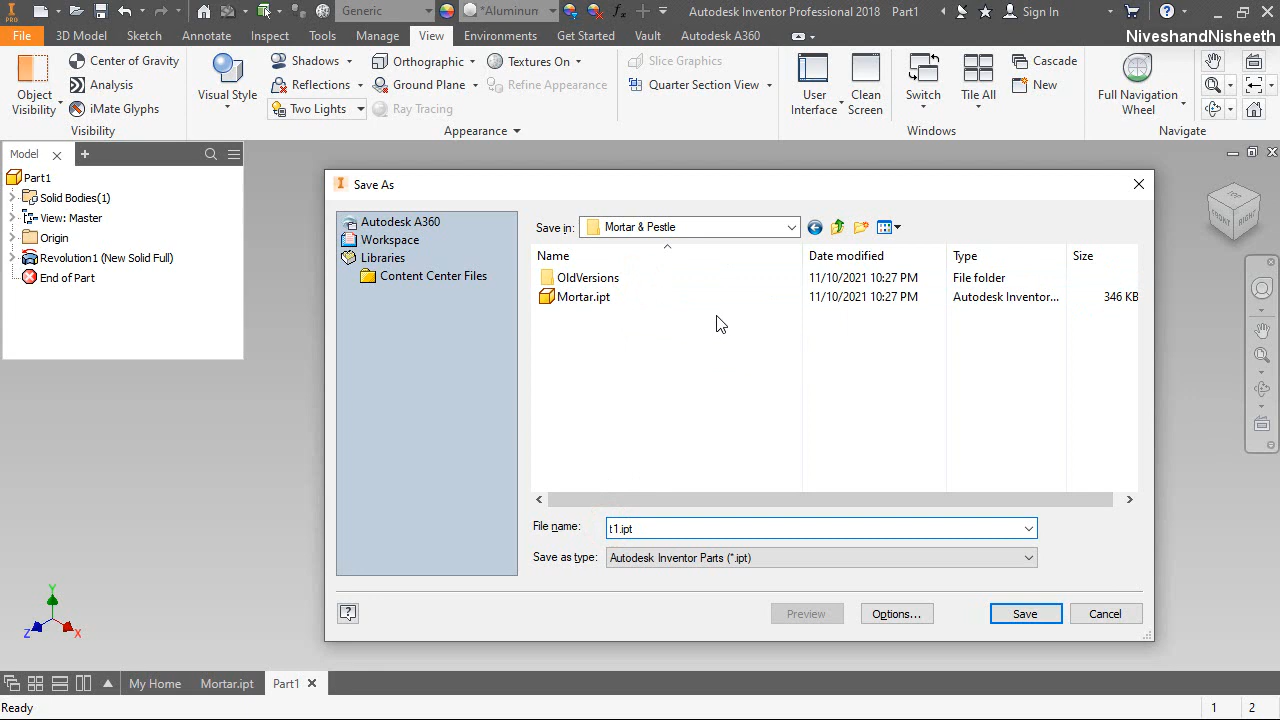 PRO
Generic
*Aluminum
fx
Autodesk Inventor Professional 2018 Part1
Sign In
File
3D Model
Sketch
Annotate
Inspect
Tools
Manage
View
Environments
Get Started
Vault
Autodesk A360
NiveshandNisheeth
Object
Visibility
Center of Gravity
Analysis
iMate Glyphs
Visibility
Visual Style
Shadows
Reflections
Two Lights
Orthographic
Ground Plane
Ray Tracing
Textures On
Refine Appearance
Appearance
Slice Graphics
Quarter Section View
User
Interface
Clean
Screen
Switch
Tile All
Cascade
New
Windows
Full Navigation
Wheel
Navigate
Model
Part1
Solid Bodies(1)
View: Master
Origin
Revolution1 (New Solid Full)
End of Part
Save As
Autodesk A360
Workspace
Libraries
Content Center Files
Save in:
Mortar & Pestle
Name
Date modified
Type
Size
OldVersions
11/10/2021 10:27 PM
File folder
Mortar.ipt
11/10/2021 10:27 PM
Autodesk Inventor...
346 KB
File name:
t1.ipt
Save as type:
Autodesk Inventor Parts (*.ipt)
?
Preview
Options...
Save
Cancel
TOP
FRONT
RIGHT
Y
Z
X
My Home
Mortar.ipt
Part1
Ready
1
2